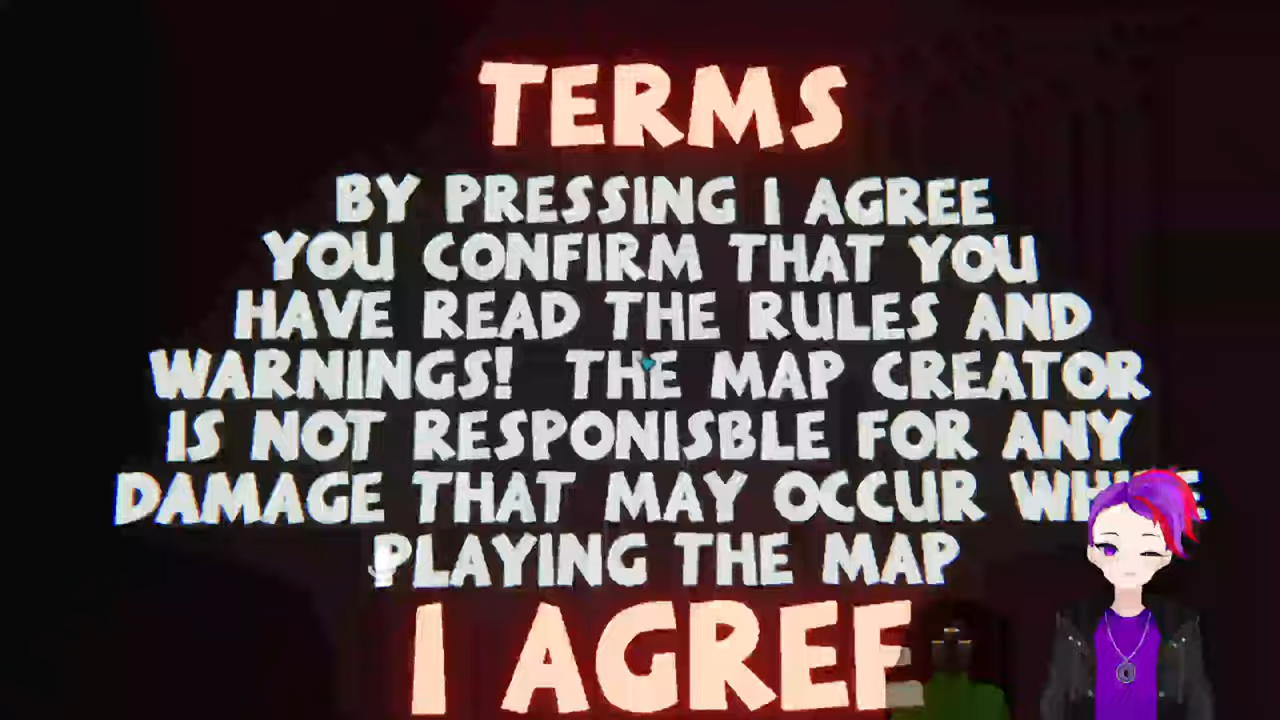 TERMS
BY PRESSING I AGREE
YOU CONFIRM THAT YOU
HAVE READ THE RULES AND
WARNINGS! THE MAP CREATOR
IS NOT RESPONISBLE FOR ANY
DAMAGE THAT MAY OCCUR WHILE
PLAYING THE MAP
I AGREE